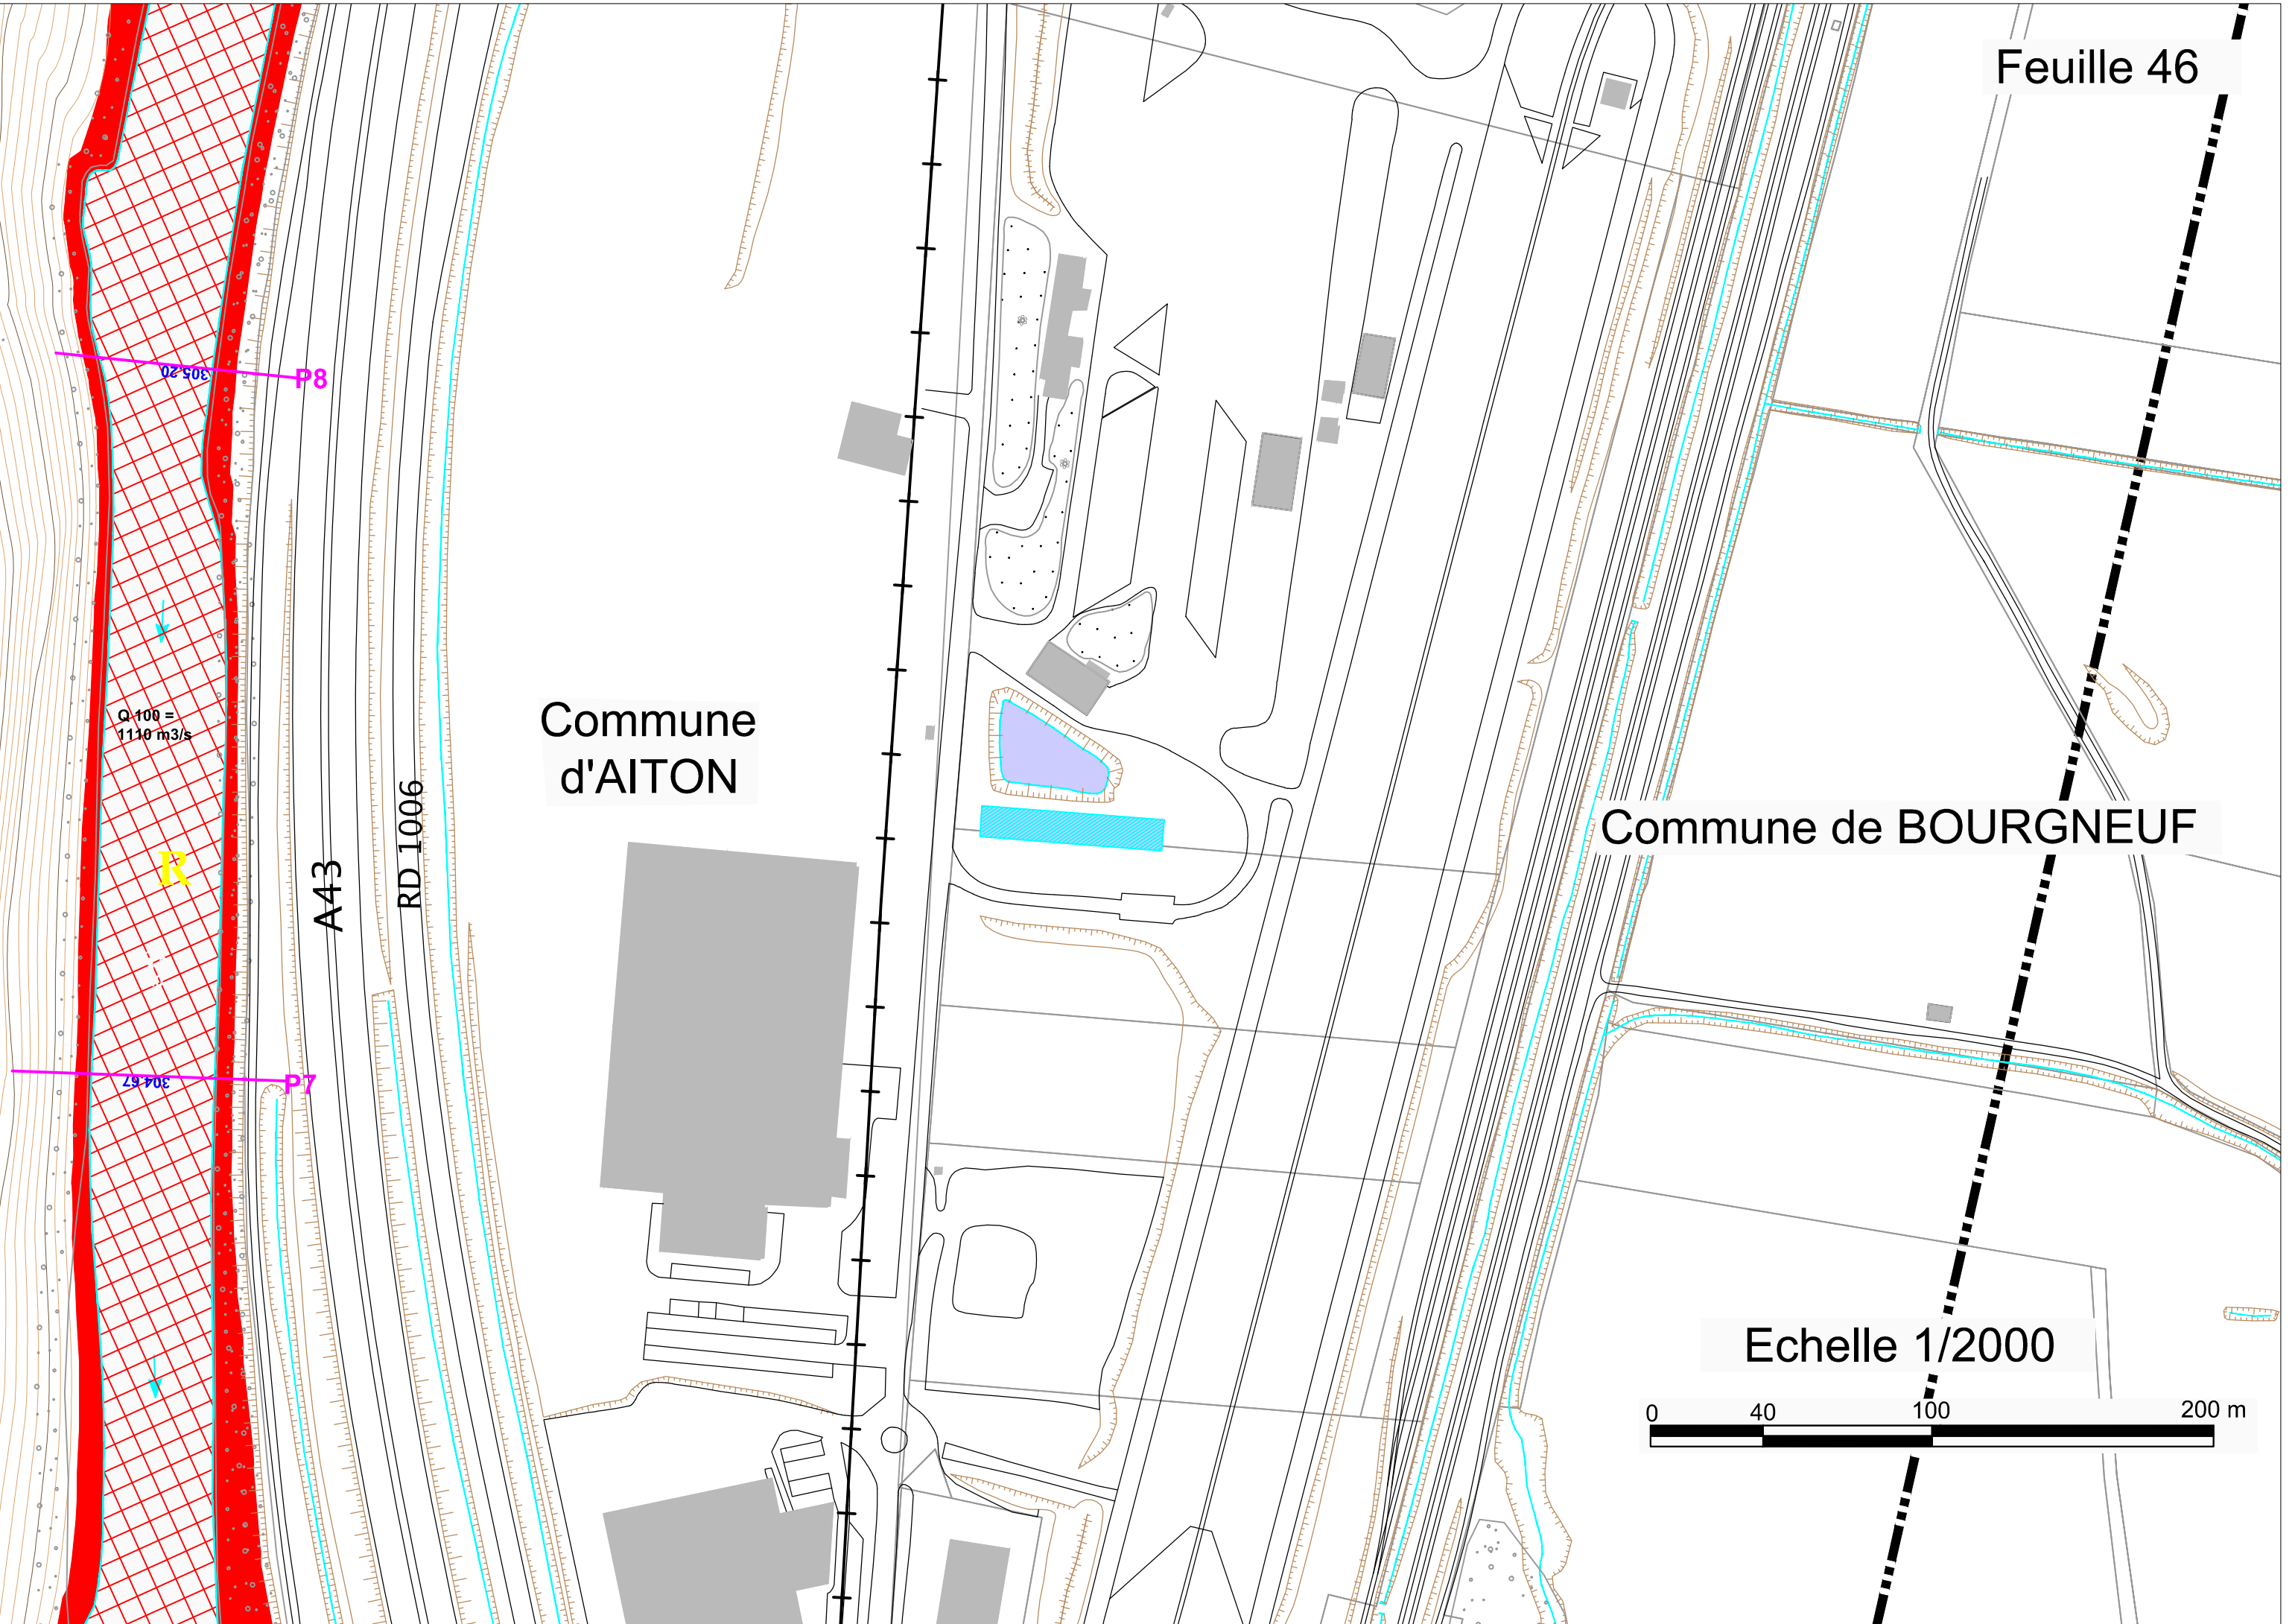 Feuille 46
305,20
P8
Q 100 =
1110 m3/s
Commune
d'AITON
RD 1006
Commune de BOURGNEUF
R
A43
304,67
P7
Echelle 1/2000
0 40 100 200 m